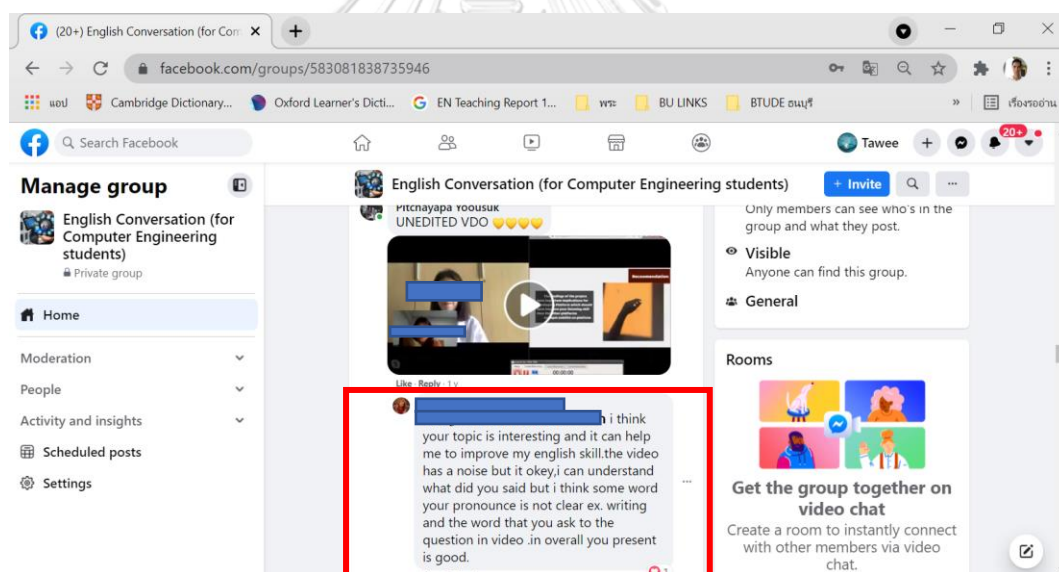 (20+) English Conversation (for Com
facebook.com/groups/583081838735946
แอป Cambridge Dictionary... Oxford Learner's Dicti... EN Teaching Report 1... พระ BU LINKS BTUDE ธนบุรี » เรื่องรออ่าน
Search Facebook
Tawee
20+
Manage group
English Conversation (for
Computer Engineering
students)
Private group
Home
Moderation
People
Activity and insights
Scheduled posts
Settings
English Conversation (for Computer Engineering students)
+ Invite
Pitchayapa Yoousuk
UNEDITED VDO
Recommendation
00:00:00
Like · Reply · 1 y
i think
your topic is interesting and it can help
me to improve my english skill.the video
has a noise but it okey,i can understand
what did you said but i think some word
your pronounce is not clear ex. writing
and the word that you ask to the
question in video .in overall you present
is good.
1
Only members can see who's in the
group and what they post.
Visible
Anyone can find this group.
General
Rooms
Get the group together on
video chat
Create a room to instantly connect
with other members via video
chat.